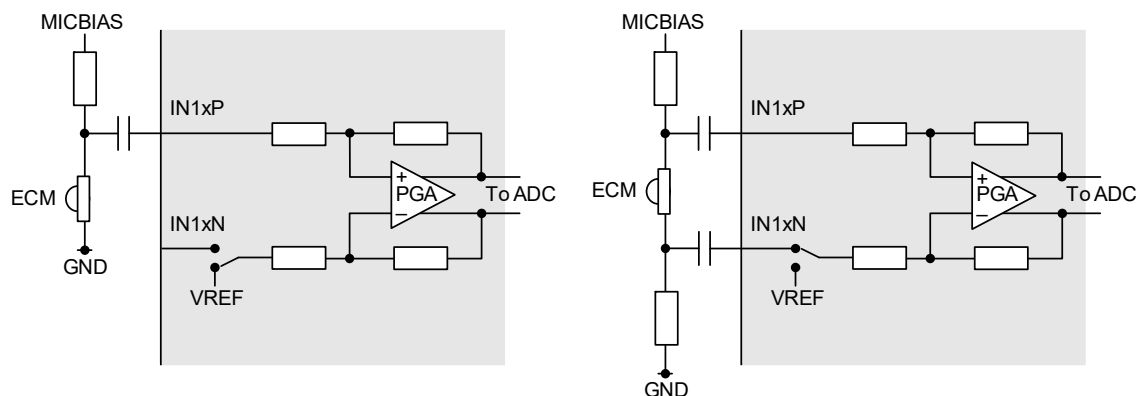 MICBIAS
IN1xP
+
PGA
−
To ADC
ECM
IN1xN
GND
VREF
MICBIAS
IN1xP
+
PGA
−
To ADC
ECM
IN1xN
VREF
GND